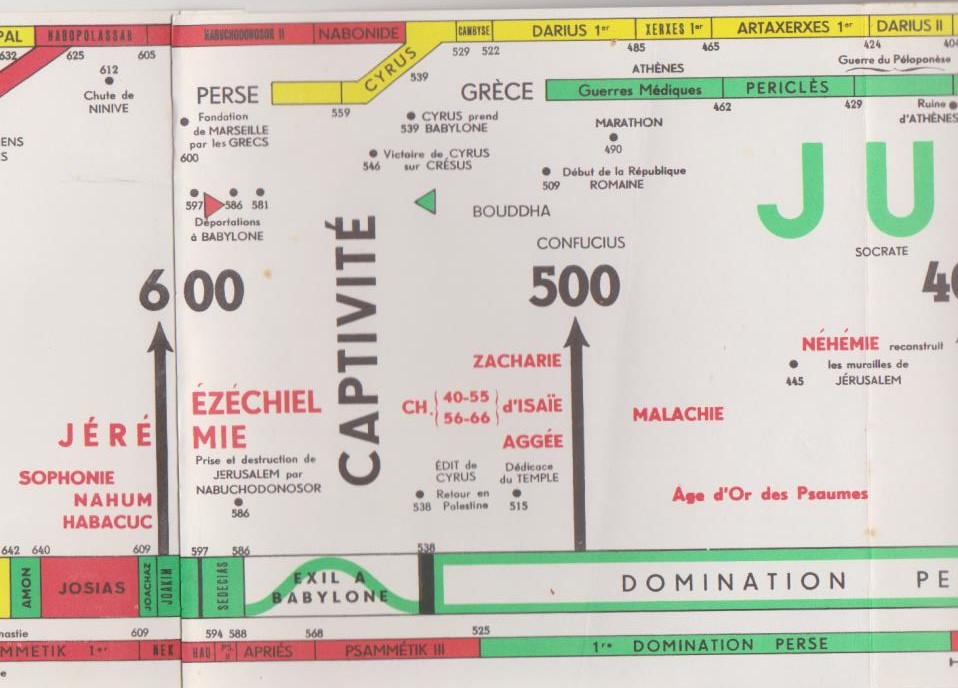 PAL NABOPOLASSAR NABUCHODONOSOR II NABONIDE CAMBYSE DARIUS 1er XERXES 1er ARTAXERXES 1er DARIUS II
632 625 605 529 522 485 465 424 404
CYRUS
539
612
Chute de
NINIVE
PERSE
559
GRÈCE
ATHÈNES
Guerres Médiques PERICLÈS
462 429
Guerre du Péloponèse
Ruine
d'ATHÈNES
ENS
S
Fondation
de MARSEILLE
par les GRECS
600
CYRUS prend
539 BABYLONE
Victoire de CYRUS
546 sur CRÉSUS
MARATHON
490
Début de la République
509 ROMAINE
597 586 581
Déportations
à BABYLONE
BOUDDHA
CONFUCIUS
JU
SOCRATE
600
500
40
CAPTIVITÉ
NÉHÉMIE reconstruit
les murailles de
445 JÉRUSALEM
ZACHARIE
CH. 40-55 d'ISAÏE
56-66
AGGÉE
MALACHIE
ÉZÉCHIEL
JÉRÉ MIE
SOPHONIE
NAHUM
HABACUC
Prise et destruction de
JERUSALEM par
NABUCHODONOSOR
586
ÉDIT de
CYRUS
Retour en
538 Palestine
Dédicace
du TEMPLE
515
Age d'Or des Psaumes
642 640 609 597 586 538
AMON JOSIAS JOACHAZ JOAKIM SEDECIAS
EXIL A
BABYLONE
DOMINATION PE
nastie
609 594 588 568 525
MMETIK 1er NEK HAO PS. II APRIÉS PSAMMÉTIK III 1re DOMINATION PERSE
e